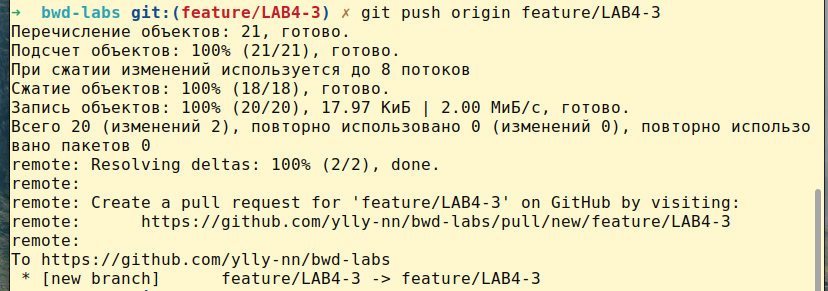 ➜  bwd-labs git:(feature/LAB4-3) ✗ git push origin feature/LAB4-3
Перечисление объектов: 21, готово.
Подсчет объектов: 100% (21/21), готово.
При сжатии изменений используется до 8 потоков
Сжатие объектов: 100% (18/18), готово.
Запись объектов: 100% (20/20), 17.97 КиБ | 2.00 МиБ/с, готово.
Всего 20 (изменений 2), повторно использовано 0 (изменений 0), повторно использо
вано пакетов 0
remote: Resolving deltas: 100% (2/2), done.
remote:
remote: Create a pull request for 'feature/LAB4-3' on GitHub by visiting:
remote:      https://github.com/ylly-nn/bwd-labs/pull/new/feature/LAB4-3
remote:
To https://github.com/ylly-nn/bwd-labs
 * [new branch]      feature/LAB4-3 -> feature/LAB4-3